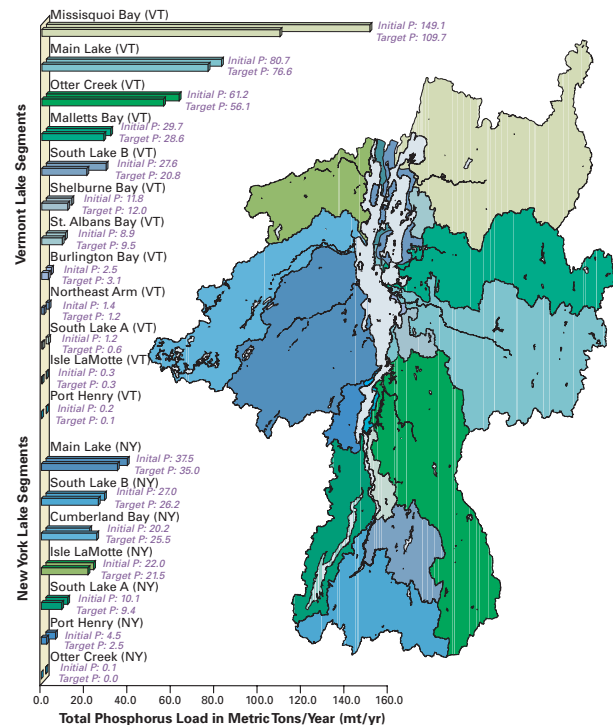 Missisquoi Bay (VT)
Initial P: 149.1
Target P: 109.7
Main Lake (VT)
Initial P: 80.7
Target P: 76.6
Otter Creek (VT)
Initial P: 61.2
Target P: 56.1
Malletts Bay (VT)
Initial P: 29.7
Target P: 28.6
South Lake B (VT)
Initial P: 27.6
Target P: 20.8
Shelburne Bay (VT)
Initial P: 11.8
Target P: 12.0
St. Albans Bay (VT)
Initial P: 8.9
Target P: 9.5
Burlington Bay (VT)
Inital P: 2.5
Target P: 3.1
Northeast Arm (VT)
Initial P: 1.4
Target P: 1.2
South Lake A (VT)
Initial P: 1.2
Target P: 0.6
Isle LaMotte (VT)
Initial P: 0.3
Target P: 0.3
Port Henry (VT)
Initial P: 0.2
Target P: 0.1
Main Lake (NY)
Initial P: 37.5
Target P: 35.0
South Lake B (NY)
Initial P: 27.0
Target P: 26.2
Cumberland Bay (NY)
Initial P: 20.2
Target P: 25.5
Isle LaMotte (NY)
Initial P: 22.0
Target P: 21.5
South Lake A (NY)
Initial P: 10.1
Target P: 9.4
Port Henry (NY)
Initial P: 4.5
Target P: 2.5
Otter Creek (NY)
Initial P: 0.1
Target P: 0.0
Vermont Lake Segments
New York Lake Segments
0.0 20.0 40.0 60.0 80.0 100.0 120.0 140.0 160.0
Total Phosphorus Load in Metric Tons/Year (mt/yr)